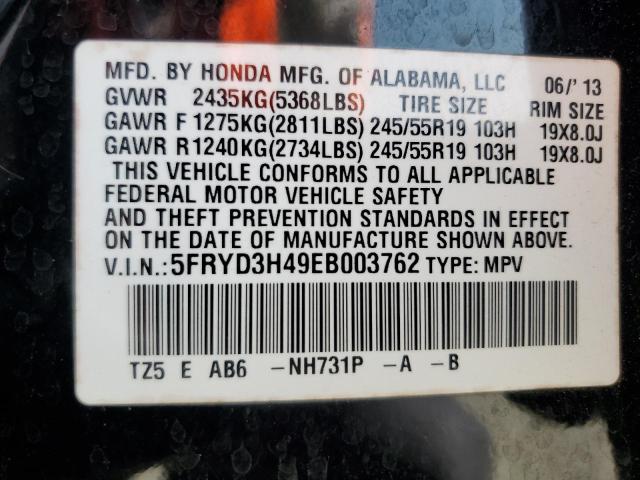 MFD. BY HONDA MFG. OF ALABAMA, LLC 06/'13
GVWR 2435KG(5368LBS) TIRE SIZE RIM SIZE
GAWR F 1275KG(2811LBS) 245/55R19 103H 19X8.0J
GAWR R 1240KG(2734LBS) 245/55R19 103H 19X8.0J
THIS VEHICLE CONFORMS TO ALL APPLICABLE
FEDERAL MOTOR VEHICLE SAFETY
AND THEFT PREVENTION STANDARDS IN EFFECT
ON THE DATE OF MANUFACTURE SHOWN ABOVE.
V.I.N.: 5FRYD3H49EB003762 TYPE: MPV
TZ5 E AB6 -NH731P -A -B